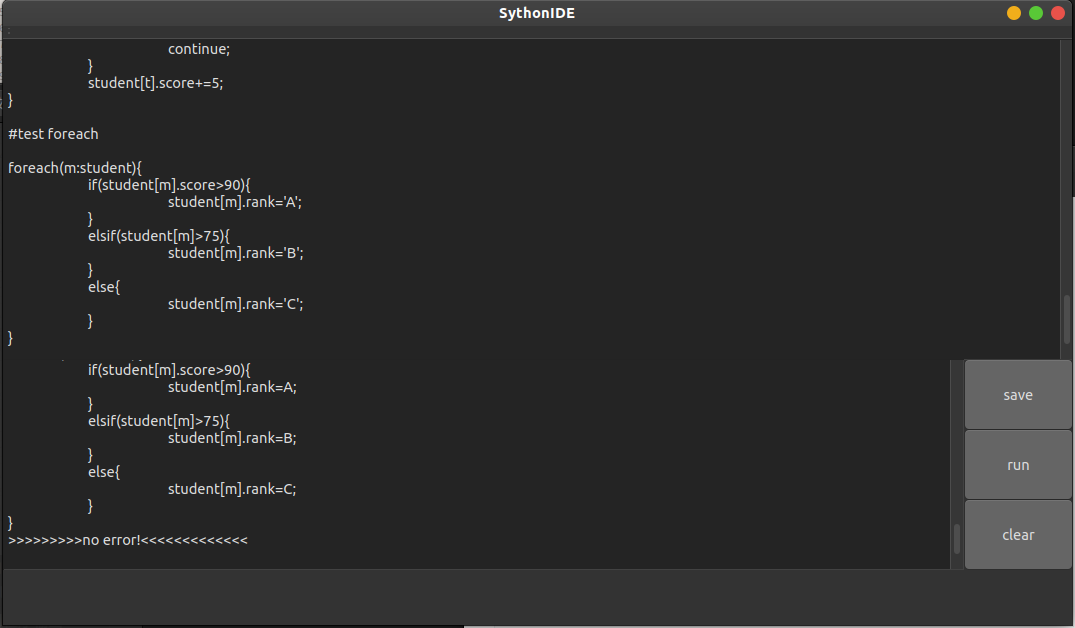 SythonIDE
continue;
}
student[t].score+=5;
}
#test foreach
foreach(m:student){
if(student[m].score>90){
student[m].rank='A';
}
elsif(student[m]>75){
student[m].rank='B';
}
else{
student[m].rank='C';
}
}
if(student[m].score>90){
student[m].rank=A;
}
elsif(student[m]>75){
student[m].rank=B;
}
else{
student[m].rank=C;
}
}
>>>>>>>>>no error!<<<<<<<<<<<<<
save
run
clear